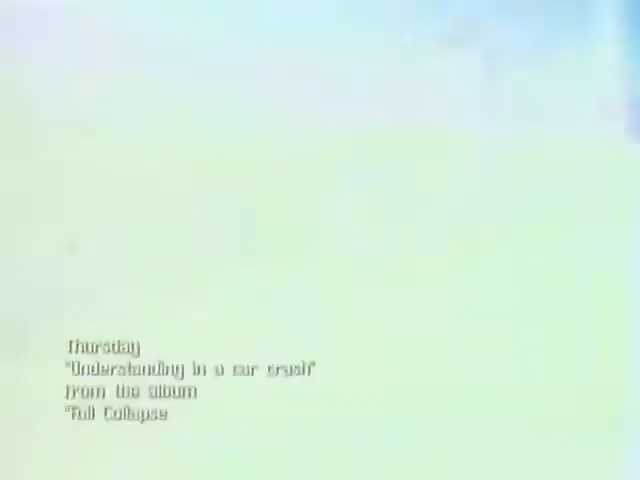 Thursday
"Understanding in a car crash"
from the album
"Full Collapse